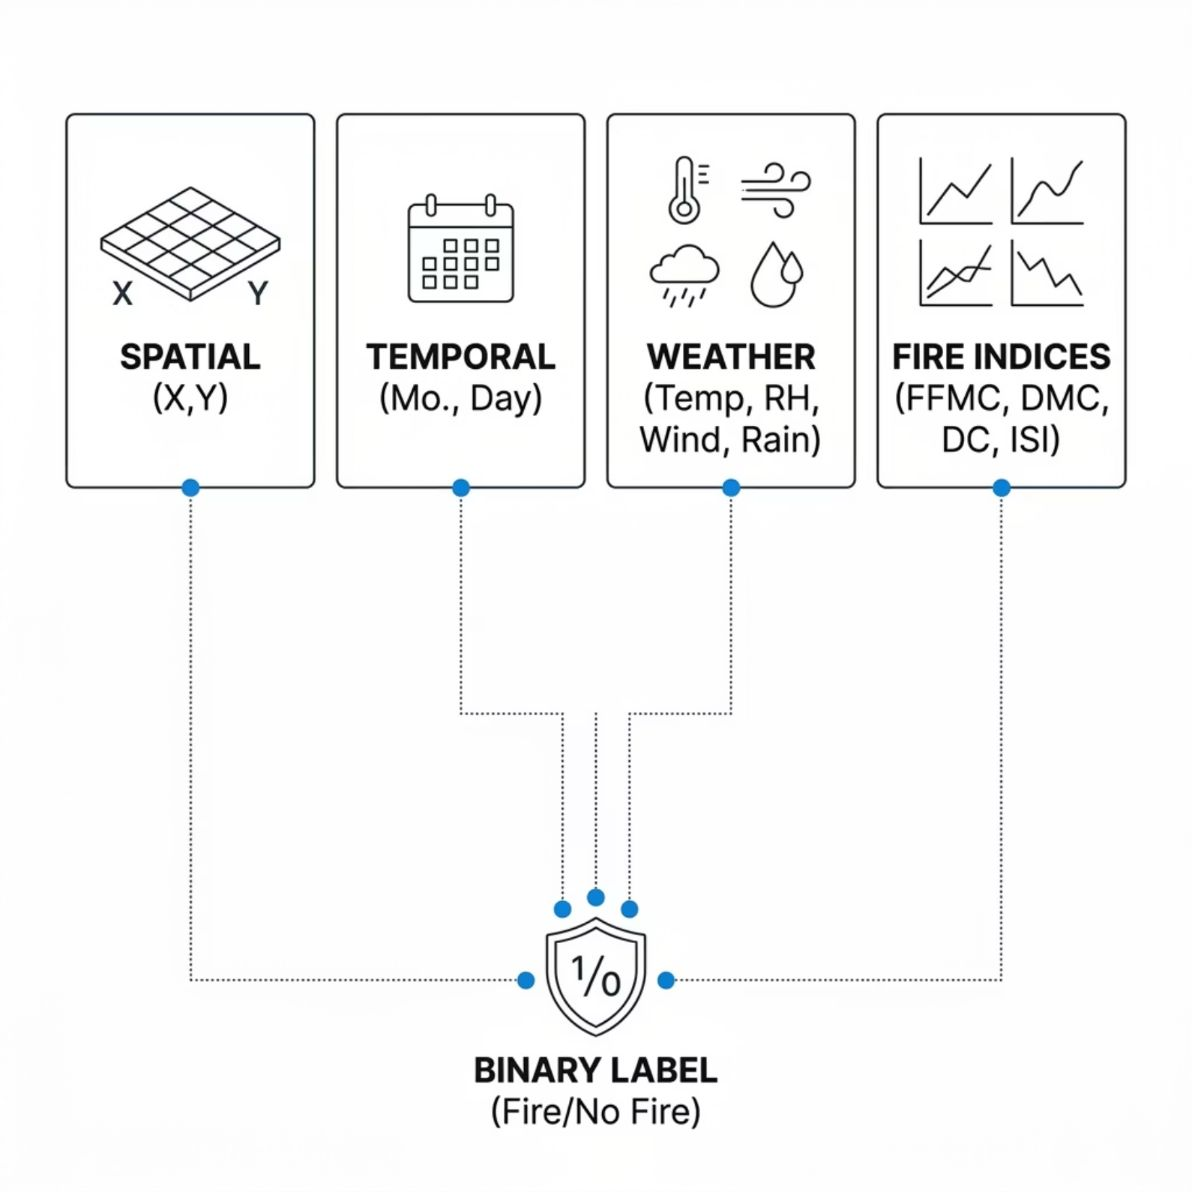 X Y
SPATIAL
(X,Y)
TEMPORAL
(Mo., Day)
WEATHER
(Temp, RH,
Wind, Rain)
FIRE INDICES
(FFMC, DMC,
DC, ISI)
1/0
BINARY LABEL
(Fire/No Fire)